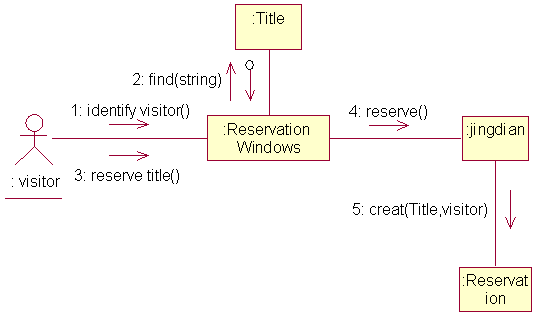 :Title
2: find(string)
1: identify visitor()
4: reserve()
:Reservation
Windows
:jingdian
: visitor
3: reserve title()
5: creat(Title,visitor)
:Reservat
ion